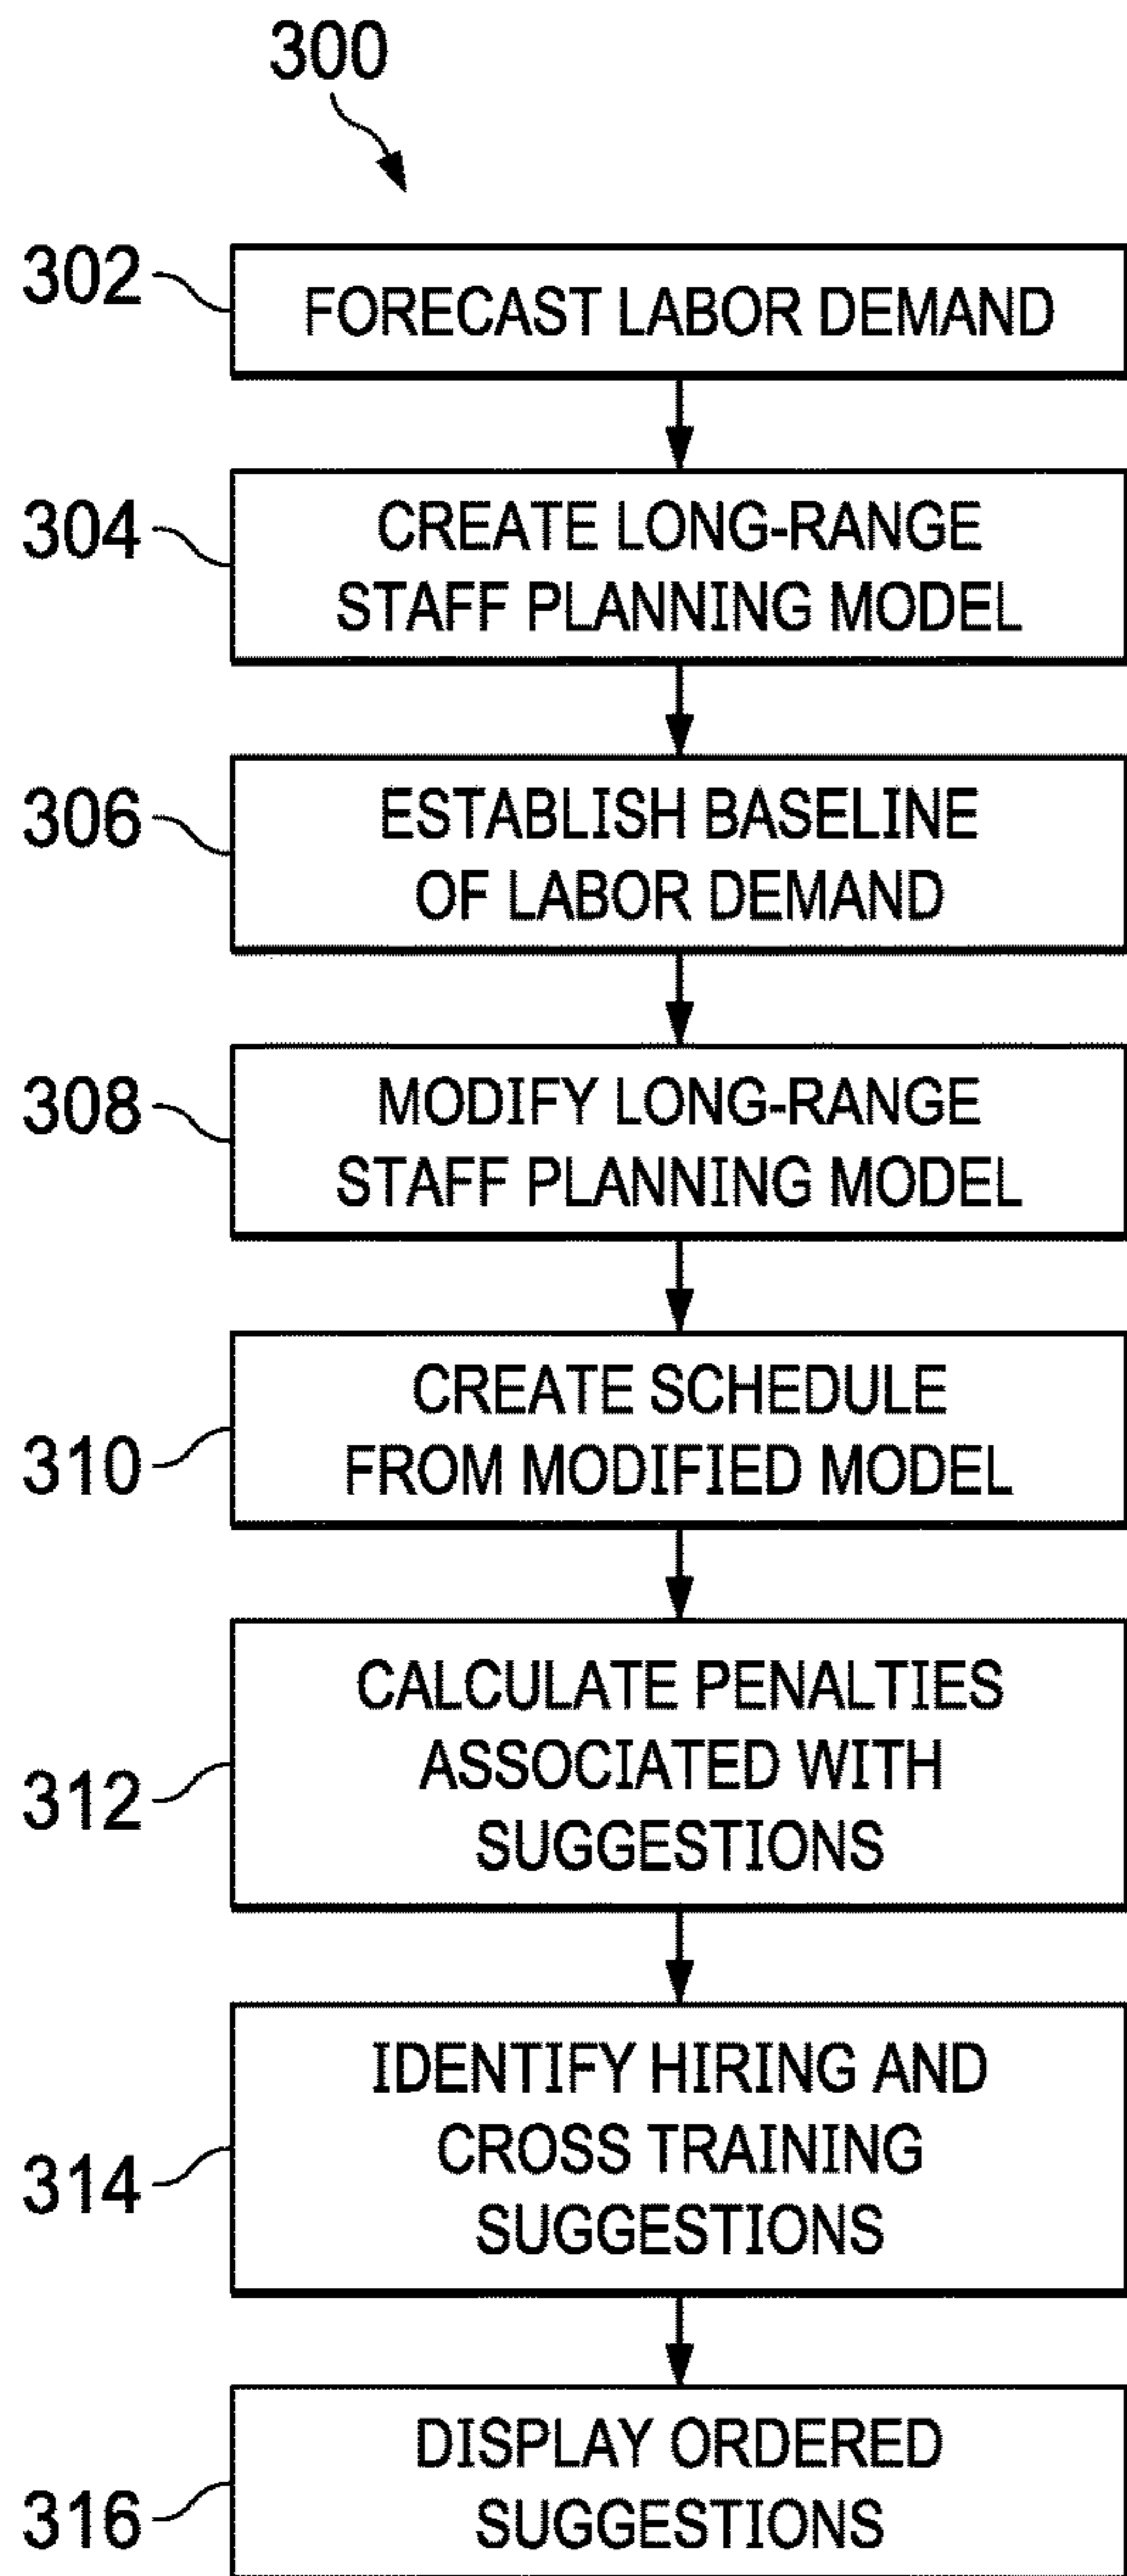 300
302
FORECAST LABOR DEMAND
304
CREATE LONG-RANGE
STAFF PLANNING MODEL
306
ESTABLISH BASELINE
OF LABOR DEMAND
308
MODIFY LONG-RANGE
STAFF PLANNING MODEL
310
CREATE SCHEDULE
FROM MODIFIED MODEL
312
CALCULATE PENALTIES
ASSOCIATED WITH
SUGGESTIONS
314
IDENTIFY HIRING AND
CROSS TRAINING
SUGGESTIONS
316
DISPLAY ORDERED
SUGGESTIONS